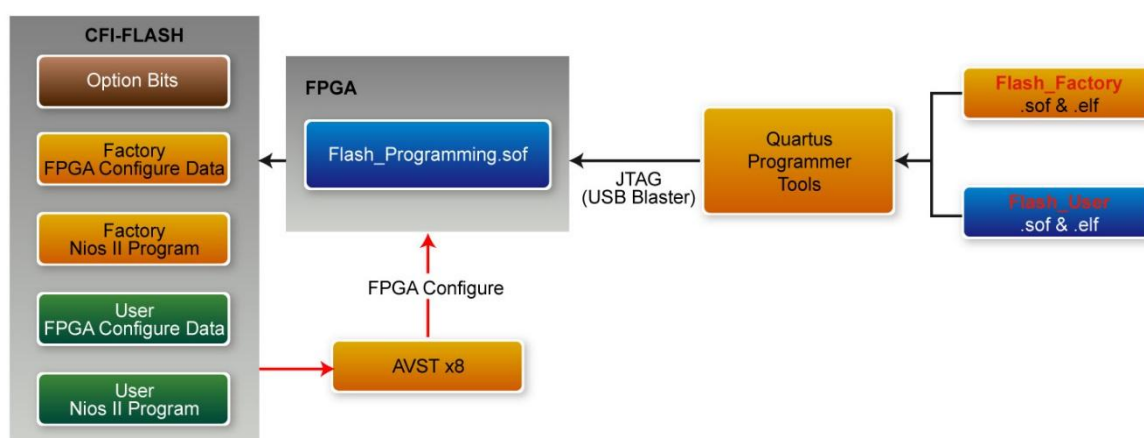 CFI-FLASH
Option Bits
Factory
FPGA Configure Data
Factory
Nios II Program
User
FPGA Configure Data
User
Nios II Program
FPGA
Flash_Programming.sof
FPGA Configure
AVST x8
JTAG
(USB Blaster)
Quartus
Programmer
Tools
Flash_Factory
.sof & .elf
Flash_User
.sof & .elf